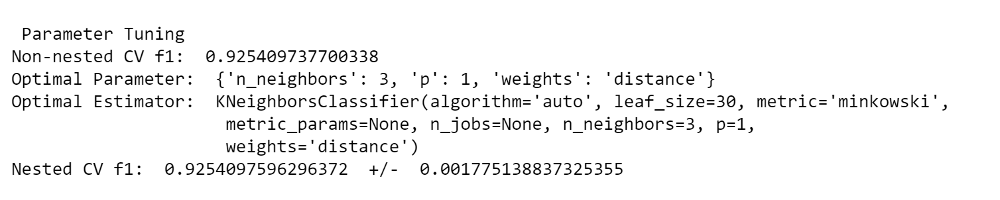 Parameter Tuning
Non-nested CV f1:  0.925409737700338
Optimal Parameter:  {'n_neighbors': 3, 'p': 1, 'weights': 'distance'}
Optimal Estimator:  KNeighborsClassifier(algorithm='auto', leaf_size=30, metric='minkowski',
metric_params=None, n_jobs=None, n_neighbors=3, p=1,
weights='distance')
Nested CV f1:  0.9254097596296372  +/-  0.001775138837325355